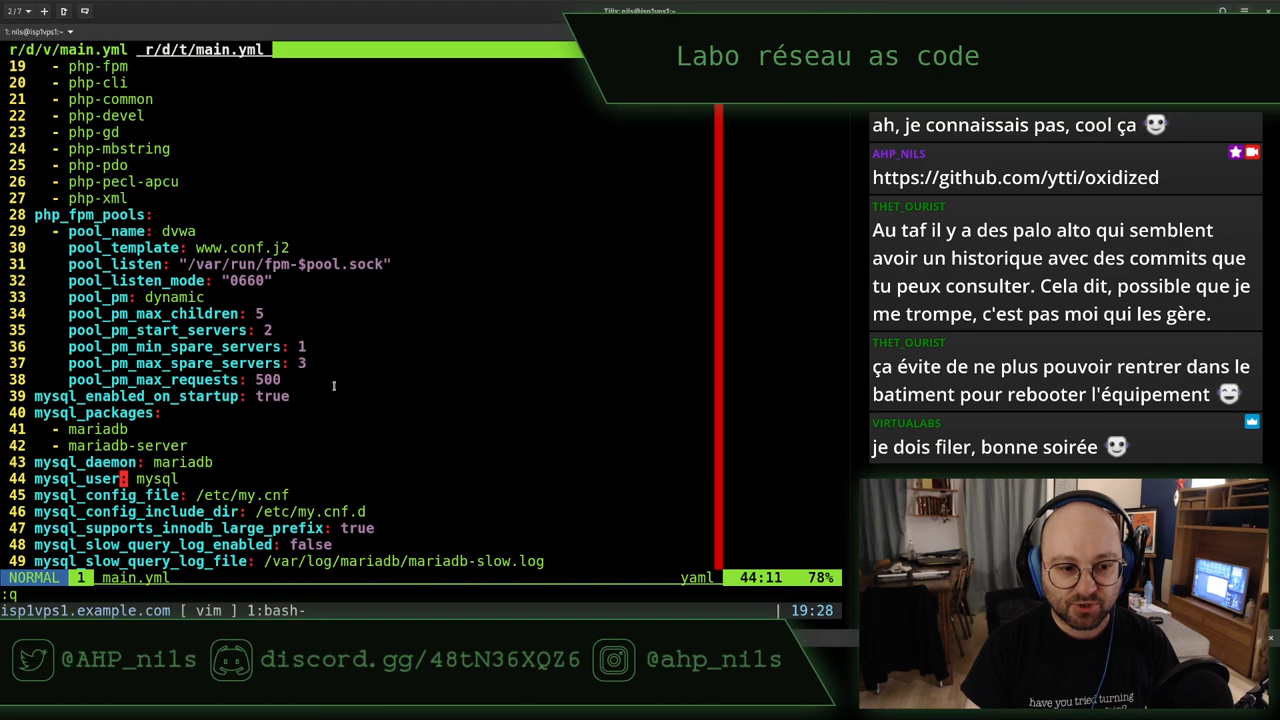 2/7
Tilix: nils@isp1vps1:~
1: nils@isp1vps1:~
r/d/v/main.yml r/d/t/main.yml
19 - php-fpm
20 - php-cli
21 - php-common
22 - php-devel
23 - php-gd
24 - php-mbstring
25 - php-pdo
26 - php-pecl-apcu
27 - php-xml
28 php_fpm_pools:
29 - pool_name: dvwa
30 pool_template: www.conf.j2
31 pool_listen: "/var/run/fpm-$pool.sock"
32 pool_listen_mode: "0660"
33 pool_pm: dynamic
34 pool_pm_max_children: 5
35 pool_pm_start_servers: 2
36 pool_pm_min_spare_servers: 1
37 pool_pm_max_spare_servers: 3
38 pool_pm_max_requests: 500
39 mysql_enabled_on_startup: true
40 mysql_packages:
41 - mariadb
42 - mariadb-server
43 mysql_daemon: mariadb
44 mysql_user: mysql
45 mysql_config_file: /etc/my.cnf
46 mysql_config_include_dir: /etc/my.cnf.d
47 mysql_supports_innodb_large_prefix: true
48 mysql_slow_query_log_enabled: false
49 mysql_slow_query_log_file: /var/log/mariadb/mariadb-slow.log
NORMAL 1 main.yml yaml 44:11 78%
:q
isp1vps1.example.com [ vim ] 1:bash- | 19:28
Labo réseau as code
ah, je connaissais pas, cool ça
AHP_NILS
https://github.com/ytti/oxidized
THET_OURIST
Au taf il y a des palo alto qui semblent
avoir un historique avec des commits que
tu peux consulter. Cela dit, possible que je
me trompe, c'est pas moi qui les gère.
THET_OURIST
ça évite de ne plus pouvoir rentrer dans le
batiment pour rebooter l'équipement
VIRTUALABS
je dois filer, bonne soirée
have you tried turning
@AHP_nils discord.gg/48tN36XQZ6 @ahp_nils